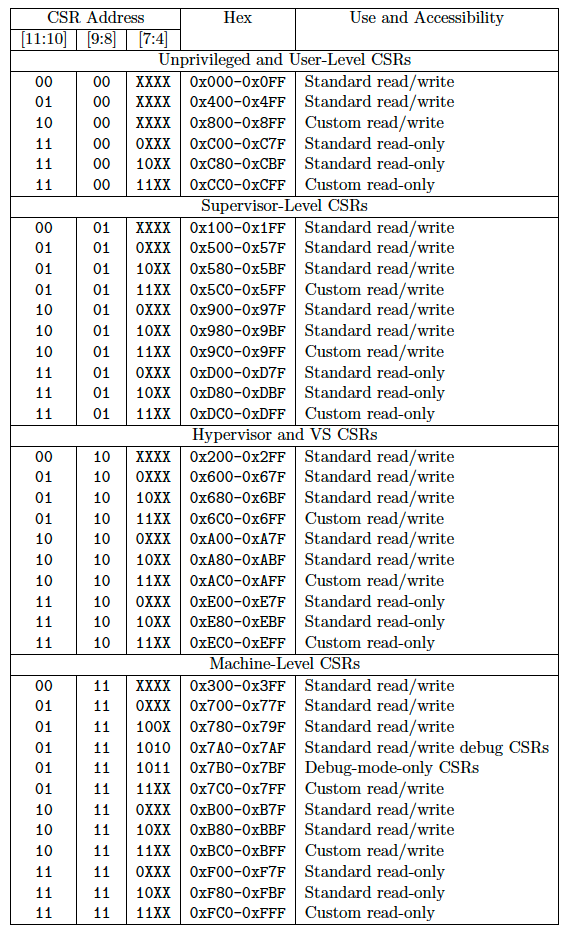 CSR Address Hex Use and Accessibility
[11:10] [9:8] [7:4]
Unprivileged and User-Level CSRs
00 00 XXXX 0x000-0x0FF Standard read/write
01 00 XXXX 0x400-0x4FF Standard read/write
10 00 XXXX 0x800-0x8FF Custom read/write
11 00 0XXX 0xC00-0xC7F Standard read-only
11 00 10XX 0xC80-0xCBF Standard read-only
11 00 11XX 0xCC0-0xCFF Custom read-only
Supervisor-Level CSRs
00 01 XXXX 0x100-0x1FF Standard read/write
01 01 0XXX 0x500-0x57F Standard read/write
01 01 10XX 0x580-0x5BF Standard read/write
01 01 11XX 0x5C0-0x5FF Custom read/write
10 01 0XXX 0x900-0x97F Standard read/write
10 01 10XX 0x980-0x9BF Standard read/write
10 01 11XX 0x9C0-0x9FF Custom read/write
11 01 0XXX 0xD00-0xD7F Standard read-only
11 01 10XX 0xD80-0xDBF Standard read-only
11 01 11XX 0xDC0-0xDFF Custom read-only
Hypervisor and VS CSRs
00 10 XXXX 0x200-0x2FF Standard read/write
01 10 0XXX 0x600-0x67F Standard read/write
01 10 10XX 0x680-0x6BF Standard read/write
01 10 11XX 0x6C0-0x6FF Custom read/write
10 10 0XXX 0xA00-0xA7F Standard read/write
10 10 10XX 0xA80-0xABF Standard read/write
10 10 11XX 0xAC0-0xAFF Custom read/write
11 10 0XXX 0xE00-0xE7F Standard read-only
11 10 10XX 0xE80-0xEBF Standard read-only
11 10 11XX 0xEC0-0xEFF Custom read-only
Machine-Level CSRs
00 11 XXXX 0x300-0x3FF Standard read/write
01 11 0XXX 0x700-0x77F Standard read/write
01 11 100X 0x780-0x79F Standard read/write
01 11 1010 0x7A0-0x7AF Standard read/write debug CSRs
01 11 1011 0x7B0-0x7BF Debug-mode-only CSRs
01 11 11XX 0x7C0-0x7FF Custom read/write
10 11 0XXX 0xB00-0xB7F Standard read/write
10 11 10XX 0xB80-0xBBF Standard read/write
10 11 11XX 0xBC0-0xBFF Custom read/write
11 11 0XXX 0xF00-0xF7F Standard read-only
11 11 10XX 0xF80-0xFBF Standard read-only
11 11 11XX 0xFC0-0xFFF Custom read-only